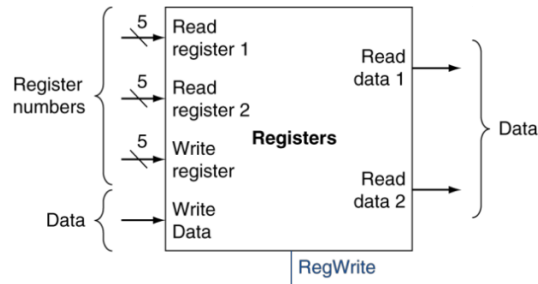 Register
numbers
5
Read
register 1
5
Read
register 2
5
Write
register
Data
Write
Data
Registers
Read
data 1
Read
data 2
Data
RegWrite